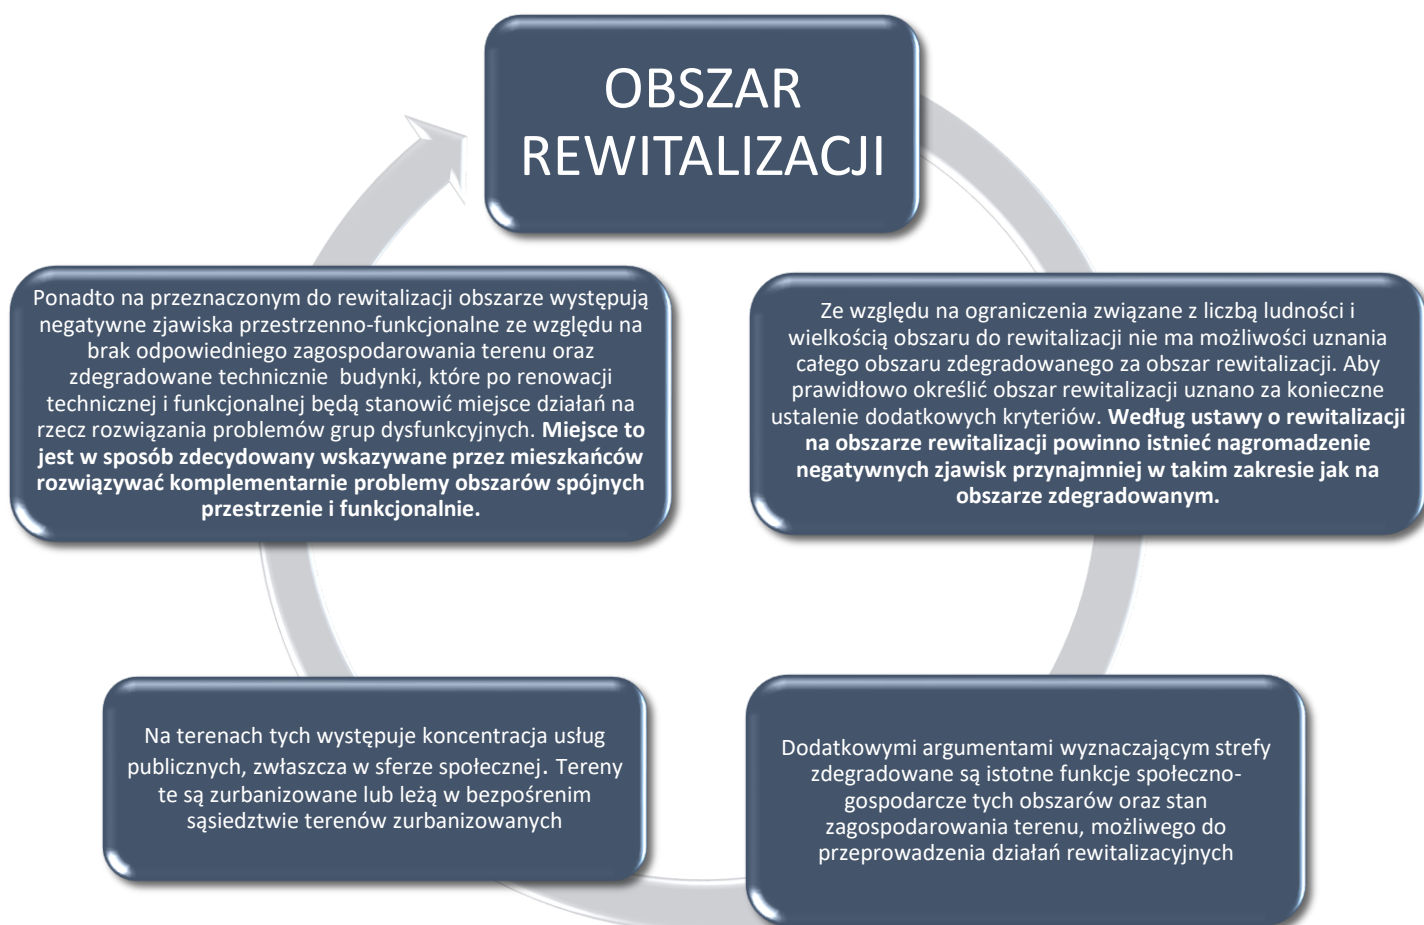 OBSZAR
REWITALIZACJI
Ze względu na ograniczenia związane z liczbą ludności i
wielkością obszaru do rewitalizacji nie ma możliwości uznania
całego obszaru zdegradowanego za obszar rewitalizacji. Aby
prawidłowo określić obszar rewitalizacji uznano za konieczne
ustalenie dodatkowych kryteriów. Według ustawy o rewitalizacji
na obszarze rewitalizacji powinno istnieć nagromadzenie
negatywnych zjawisk przynajmniej w takim zakresie jak na
obszarze zdegradowanym.
Dodatkowymi argumentami wyznaczającym strefy
zdegradowane są istotne funkcje społeczno-
gospodarcze tych obszarów oraz stan
zagospodarowania terenu, możliwego do
przeprowadzenia działań rewitalizacyjnych
Na terenach tych występuje koncentracja usług
publicznych, zwłaszcza w sferze społecznej. Tereny
te są zurbanizowane lub leżą w bezpośrenim
sąsiedztwie terenów zurbanizowanych
Ponadto na przeznaczonym do rewitalizacji obszarze występują
negatywne zjawiska przestrzenno-funkcjonalne ze względu na
brak odpowiedniego zagospodarowania terenu oraz
zdegradowane technicznie budynki, które po renowacji
technicznej i funkcjonalnej będą stanowić miejsce działań na
rzecz rozwiązania problemów grup dysfunkcyjnych. Miejsce to
jest w sposób zdecydowany wskazywane przez mieszkańców
rozwiązywać komplementarnie problemy obszarów spójnych
przestrzenie i funkcjonalnie.